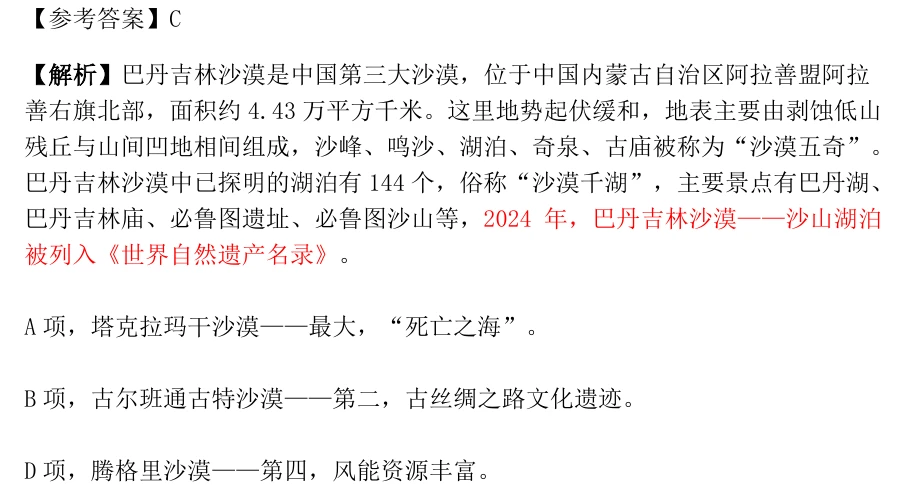 【参考答案】C
【解析】巴丹吉林沙漠是中国第三大沙漠，位于中国内蒙古自治区阿拉善盟阿拉
善右旗北部，面积约 4.43 万平方千米。这里地势起伏缓和，地表主要由剥蚀低山
残丘与山间凹地相间组成，沙峰、鸣沙、湖泊、奇泉、古庙被称为“沙漠五奇”。
巴丹吉林沙漠中已探明的湖泊有 144 个，俗称“沙漠千湖”，主要景点有巴丹湖、
巴丹吉林庙、必鲁图遗址、必鲁图沙山等，2024 年，巴丹吉林沙漠——沙山湖泊
被列入《世界自然遗产名录》。
A 项，塔克拉玛干沙漠——最大，“死亡之海”。
B 项，古尔班通古特沙漠——第二，古丝绸之路文化遗迹。
D 项，腾格里沙漠——第四，风能资源丰富。